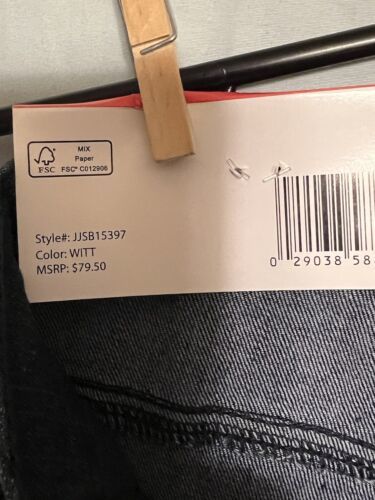 MIX
Paper
FSC
FSC® C012906
Style#: JJSB15397
Color: WITT
MSRP: $79.50
0 29038 58